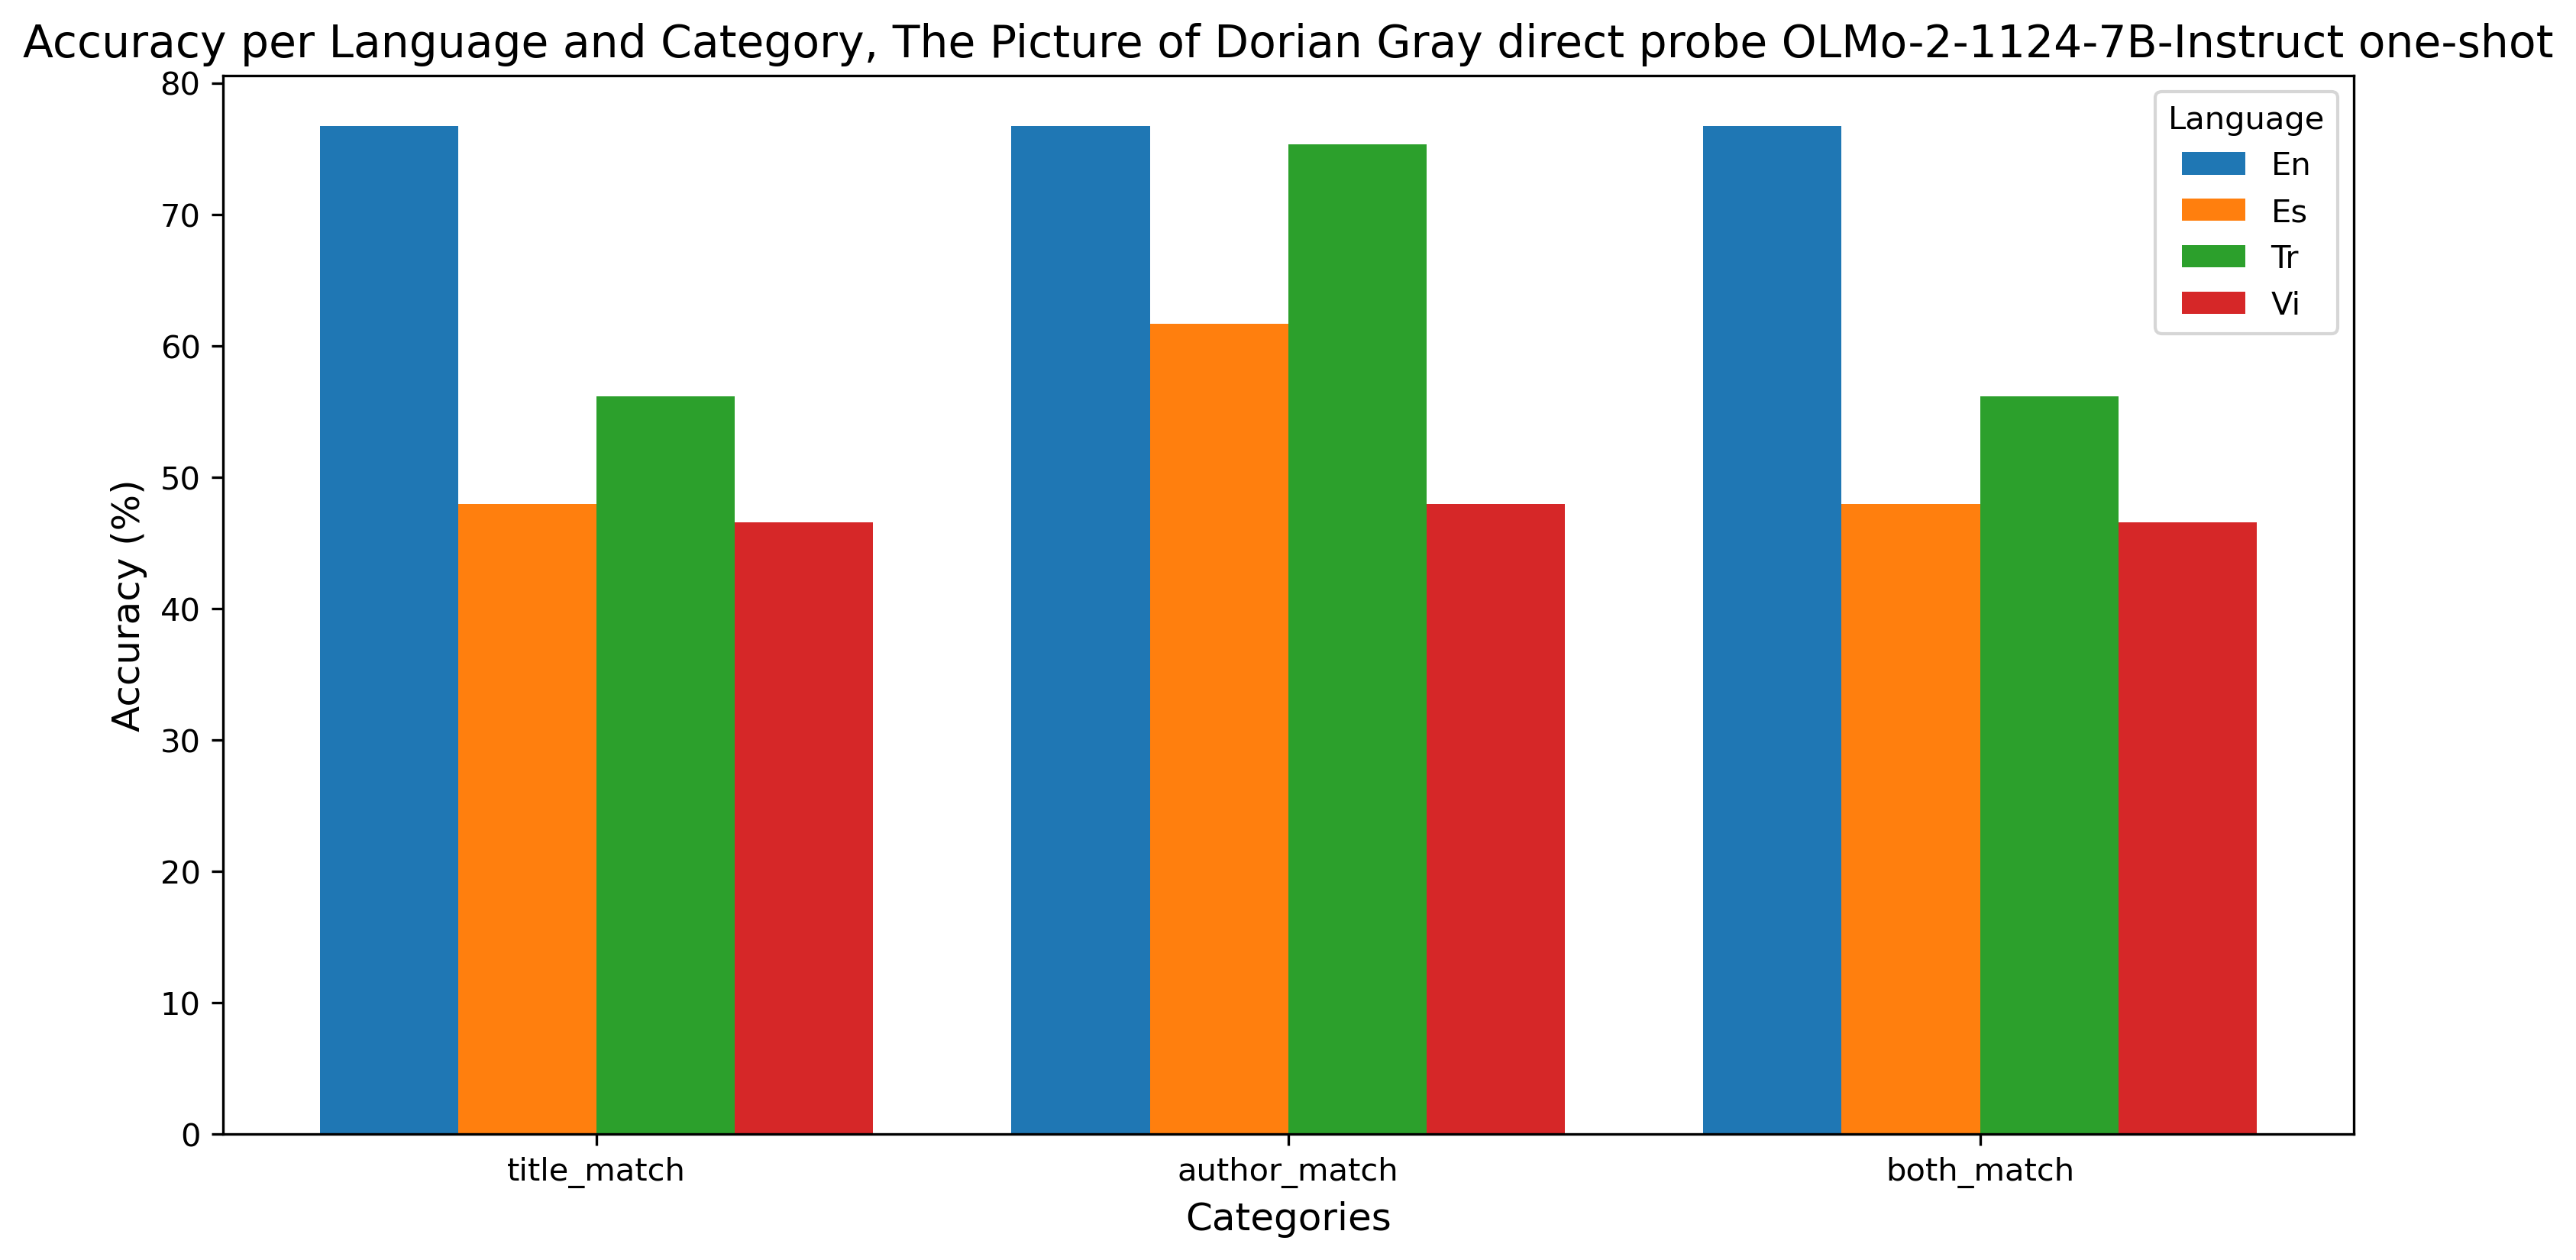 Accuracy per Language and Category, The Picture of Dorian Gray direct probe OLMo-2-1124-7B-Instruct one-shot
Language
En
Es
Tr
Vi
Accuracy (%)
80
70
60
50
40
30
20
10
0
title_match author_match both_match
Categories